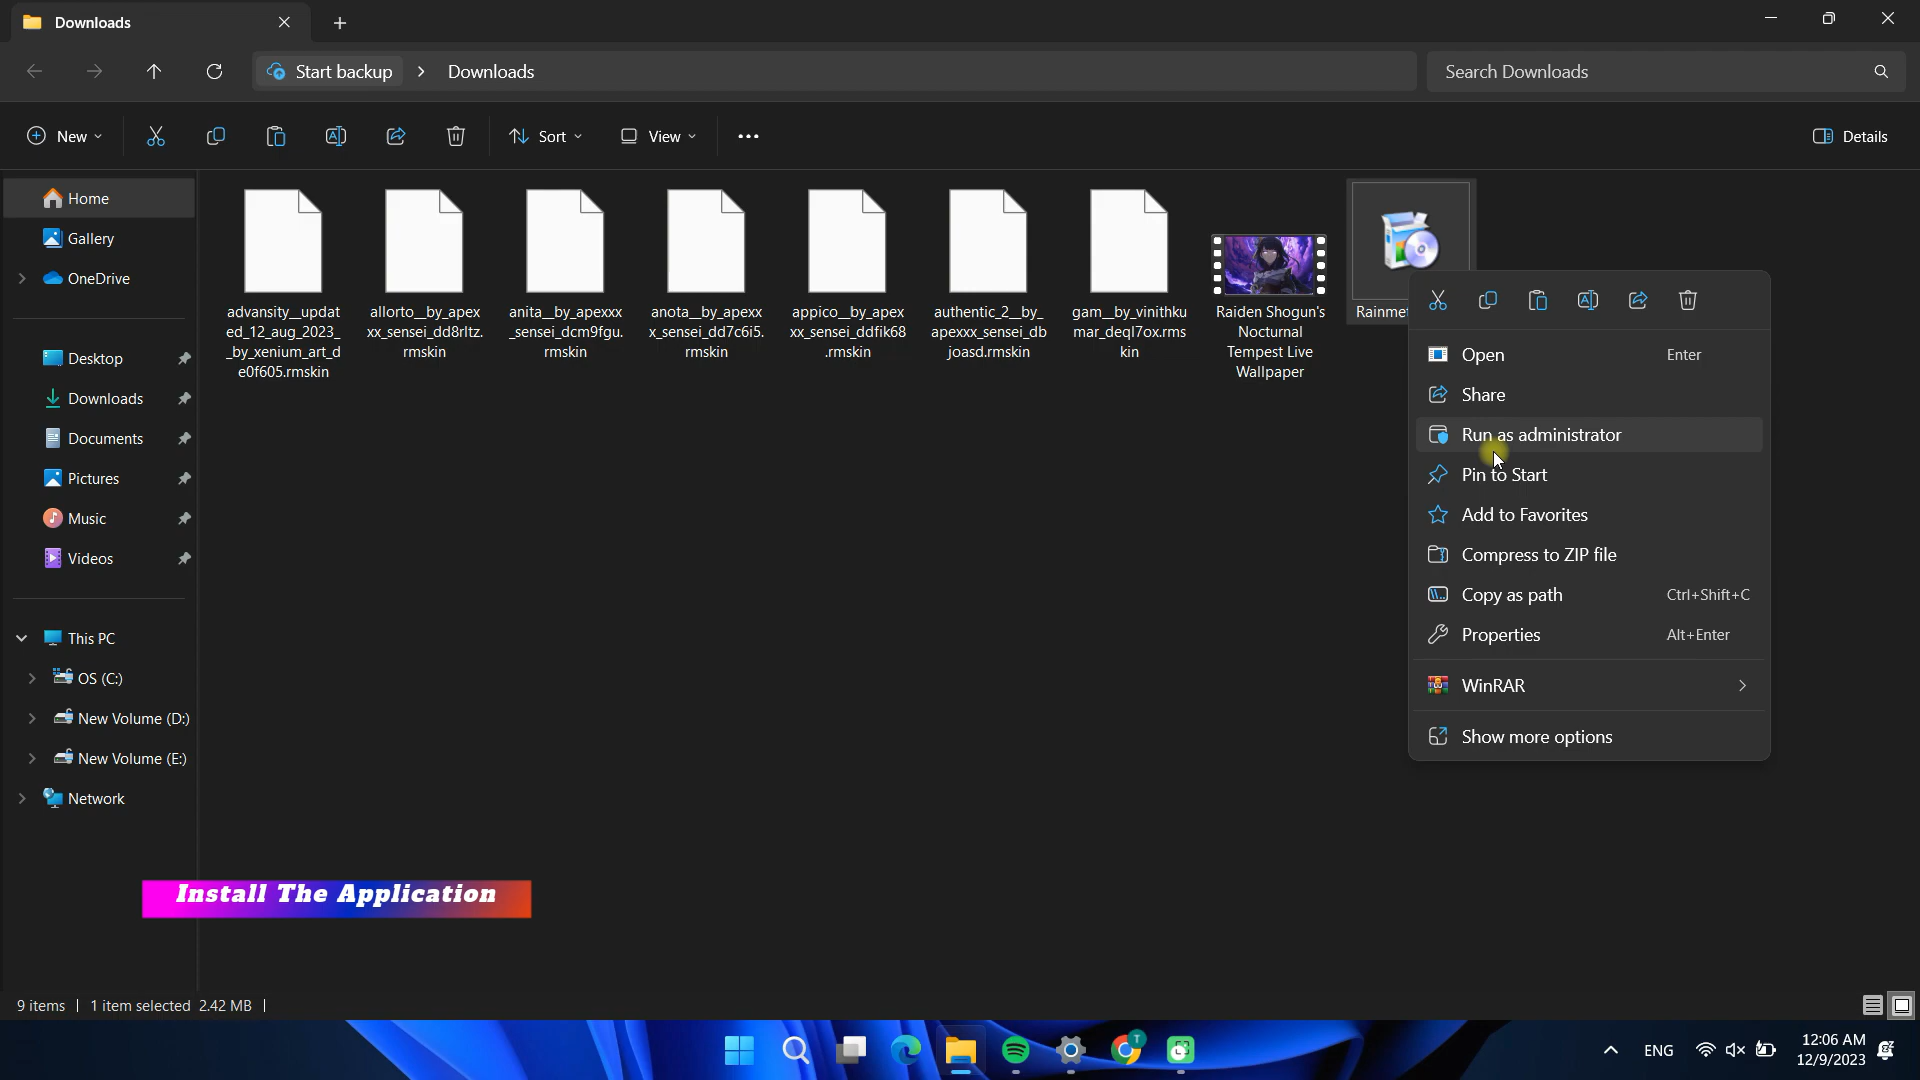 Downloads
Start backup
Downloads
Search Downloads
New
Sort
View
Details
Home
Gallery
OneDrive
Desktop
Downloads
Documents
Pictures
Music
Videos
This PC
OS (C:)
New Volume (D:)
New Volume (E:)
Network
advansity__updat
ed_12_aug_2023_
_by_xenium_art_d
e0f605.rmskin
allorto_by_apex
xx_sensei_dd8rltz.
rmskin
anita__by_apexxx
_sensei_dcm9fgu.
rmskin
anota__by_apexx
x_sensei_dd7c6i5.
rmskin
appico__by_apex
xx_sensei_ddfik68
.rmskin
authentic_2__by_
apexxx_sensei_db
joasd.rmskin
gam__by_vinithku
mar_deql7ox.rms
kin
Raiden Shogun's
Nocturnal
Tempest Live
Wallpaper
Rainmet
Open Enter
Share
Run as administrator
Pin to Start
Add to Favorites
Compress to ZIP file
Copy as path Ctrl+Shift+C
Properties Alt+Enter
WinRAR
Show more options
Install The Application
9 items 1 item selected 2.42 MB
T
ENG
12:06 AM
12/9/2023